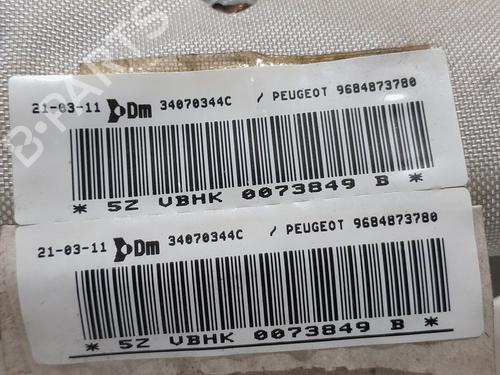 B-PARTS
21-03-11 Dm 34070344C / PEUGEOT 9684873780
* 5Z VBHK 0073849 B *
21-03-11 Dm 34070344C / PEUGEOT 9684873780
* 5Z VBHK 0073849 B *